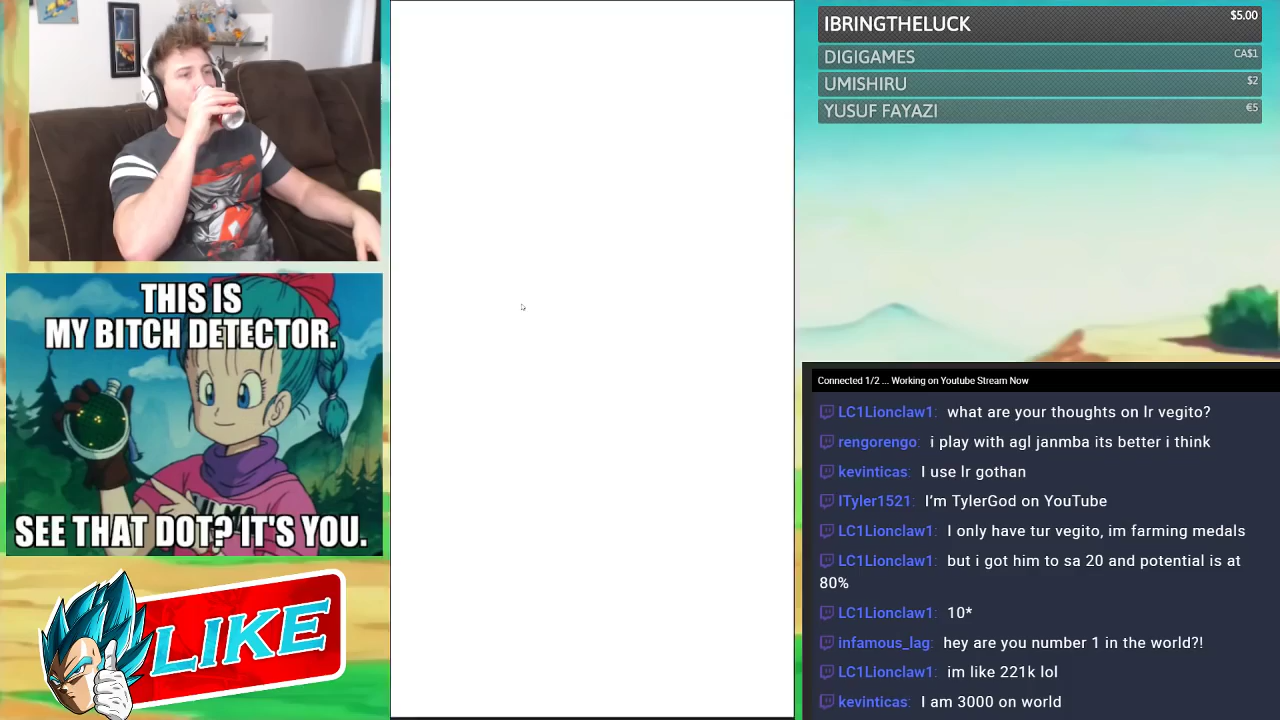 THIS IS
MY BITCH DETECTOR.
SEE THAT DOT? IT'S YOU.
LIKE
IBRINGTHELUCK $5.00
DIGIGAMES CA$1
UMISHIRU $2
YUSUF FAYAZI €5
Connected 1/2 ... Working on Youtube Stream Now
LC1Lionclaw1: what are your thoughts on lr vegito?
rengorengo: i play with agl janmba its better i think
kevinticas: I use lr gothan
ITyler1521: I’m TylerGod on YouTube
LC1Lionclaw1: I only have tur vegito, im farming medals
LC1Lionclaw1: but i got him to sa 20 and potential is at
80%
LC1Lionclaw1: 10*
infamous_lag: hey are you number 1 in the world?!
LC1Lionclaw1: im like 221k lol
kevinticas: I am 3000 on world